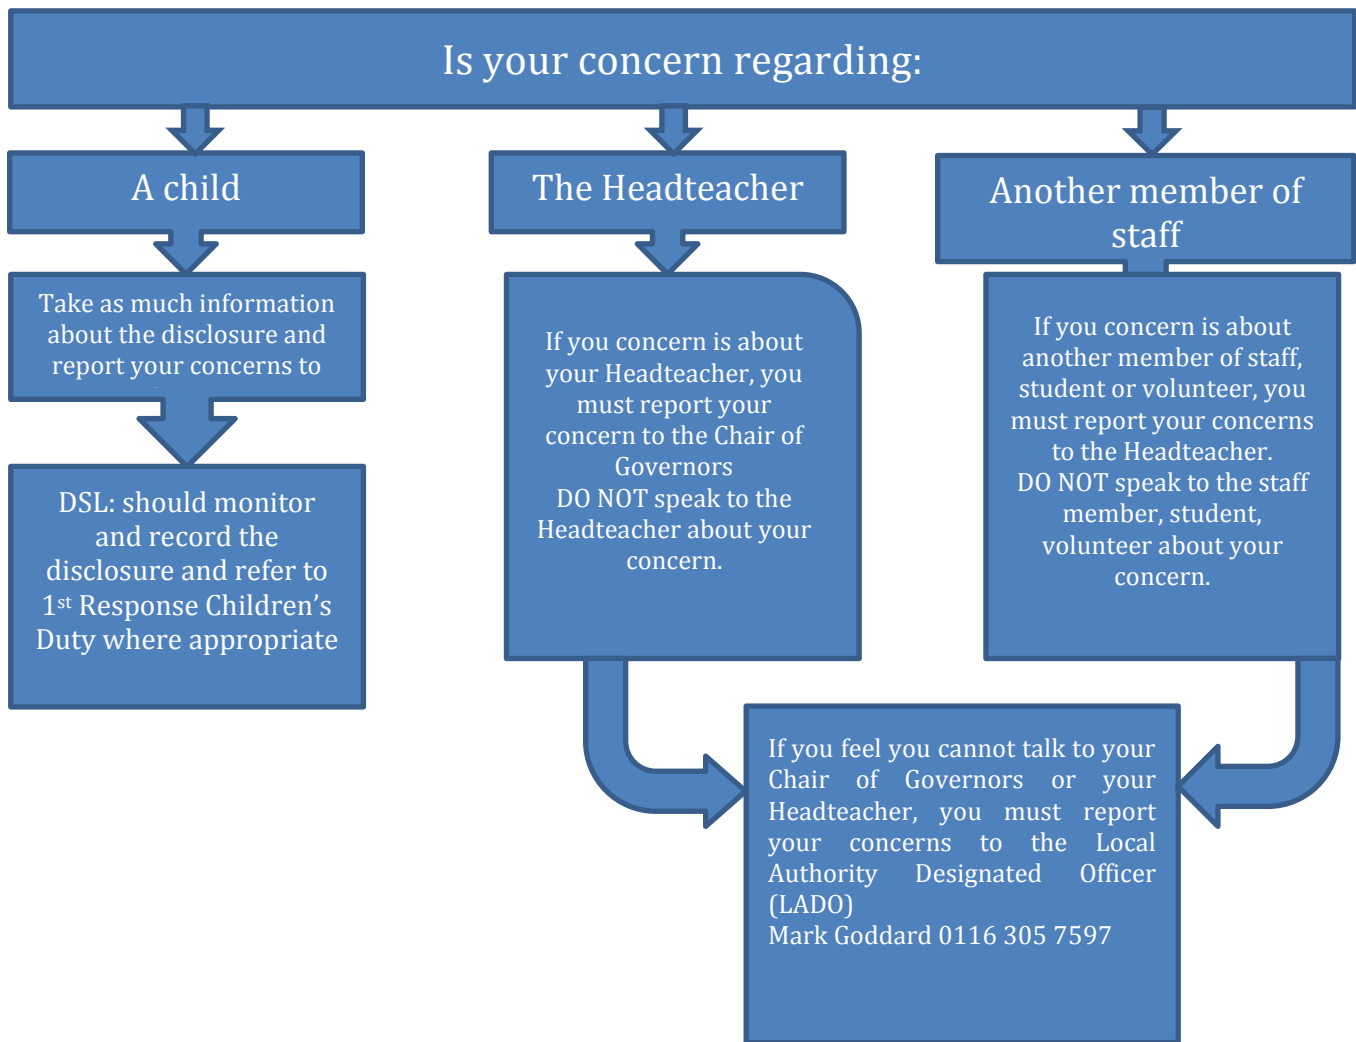 Is your concern regarding:
A child
The Headteacher
Another member of
staff
Take as much information
about the disclosure and
report your concerns to
DSL: should monitor
and record the
disclosure and refer to
1st Response Children’s
Duty where appropriate
If you concern is about
your Headteacher, you
must report your
concern to the Chair of
Governors
DO NOT speak to the
Headteacher about your
concern.
If you concern is about
another member of staff,
student or volunteer, you
must report your concerns
to the Headteacher.
DO NOT speak to the staff
member, student,
volunteer about your
concern.
If you feel you cannot talk to your
Chair of Governors or your
Headteacher, you must report
your concerns to the Local
Authority Designated Officer
(LADO)
Mark Goddard 0116 305 7597